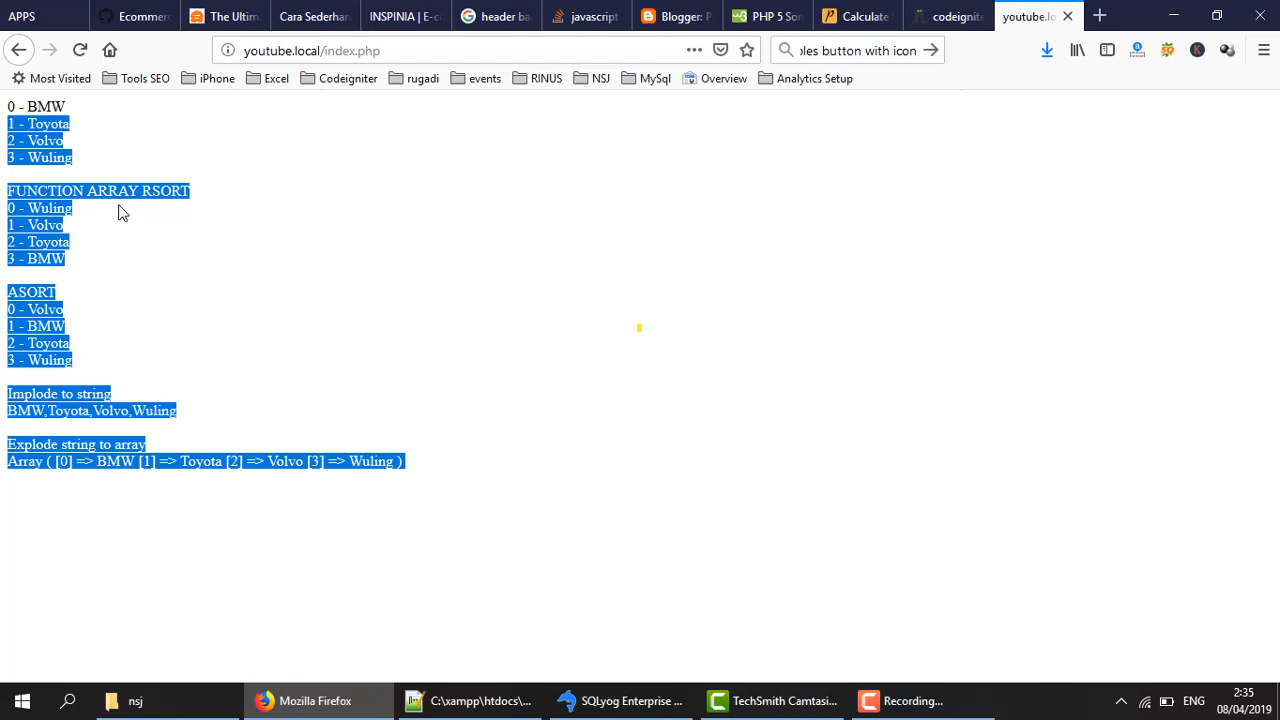 APPS
Ecommer
The Ultim
Cara Sederhan
INSPINIA | E-c
header ba
javascript
Blogger: P
PHP 5 Sor
Calculate
codeignite
youtube.lo
youtube.local/index.php
les button with icon
Most Visited
Tools SEO
iPhone
Excel
Codeigniter
rugadi
events
RINUS
NSJ
MySql
Overview
Analytics Setup
0 - BMW
1 - Toyota
2 - Volvo
3 - Wuling
FUNCTION ARRAY RSORT
0 - Wuling
1 - Volvo
2 - Toyota
3 - BMW
ASORT
0 - Volvo
1 - BMW
2 - Toyota
3 - Wuling
Implode to string
BMW,Toyota,Volvo,Wuling
Explode string to array
Array ( [0] => BMW [1] => Toyota [2] => Volvo [3] => Wuling )
nsj
Mozilla Firefox
C:\xampp\htdocs\...
SQLyog Enterprise ...
TechSmith Camtasi...
Recording...
ENG
2:35
08/04/2019